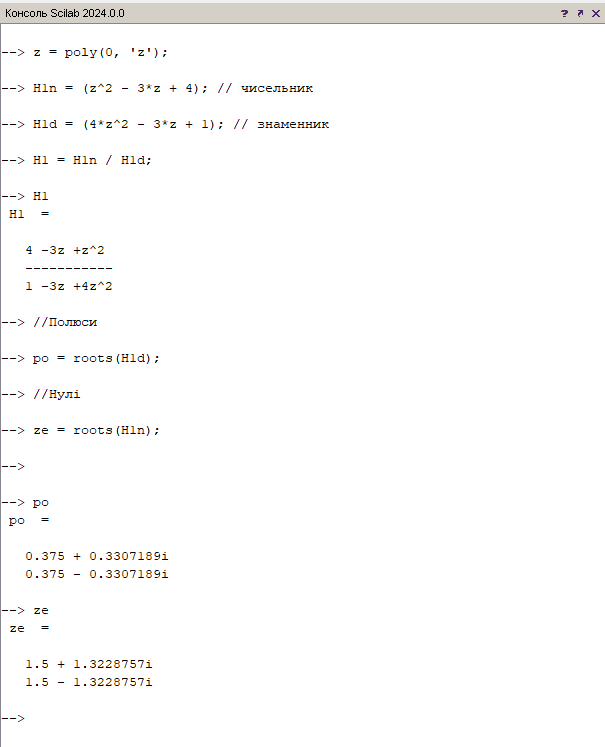 Консоль Scilab 2024.0.0
? ↗ ✕
--> z = poly(0, 'z');
--> H1n = (z^2 - 3*z + 4); // чисельник
--> H1d = (4*z^2 - 3*z + 1); // знаменник
--> H1 = H1n / H1d;
--> H1
H1  =
4 -3z +z^2
-----------
1 -3z +4z^2
--> //Полюси
--> po = roots(H1d);
--> //Нулі
--> ze = roots(H1n);
-->
--> po
po  =
0.375 + 0.3307189i
0.375 - 0.3307189i
--> ze
ze  =
1.5 + 1.3228757i
1.5 - 1.3228757i
-->